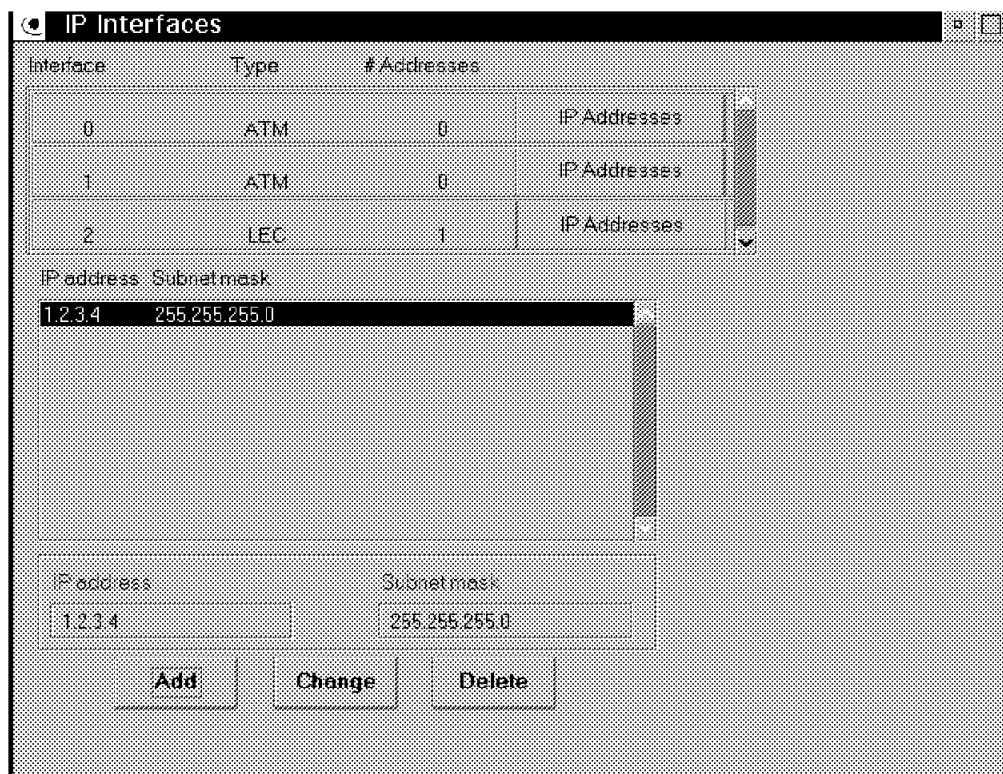 IP Interfaces
Interface Type # Addresses
0 ATM 0 IP Addresses
1 ATM 0 IP Addresses
2 LEC 1 IP Addresses
IP address Subnet mask
1.2.3.4 255.255.255.0
IP address Subnet mask
1.2.3.4 255.255.255.0
Add Change Delete